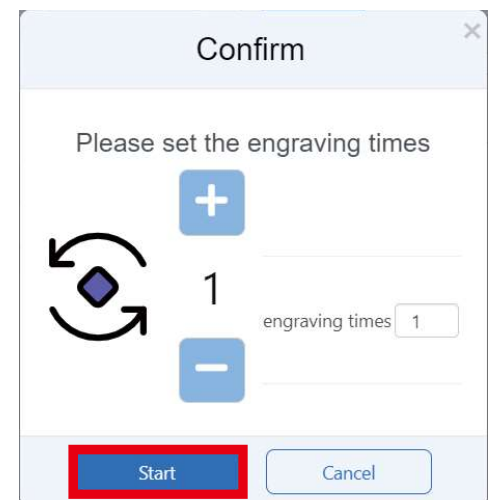 Confirm
×
Please set the engraving times
+
1
engraving times 1
−
Start Cancel